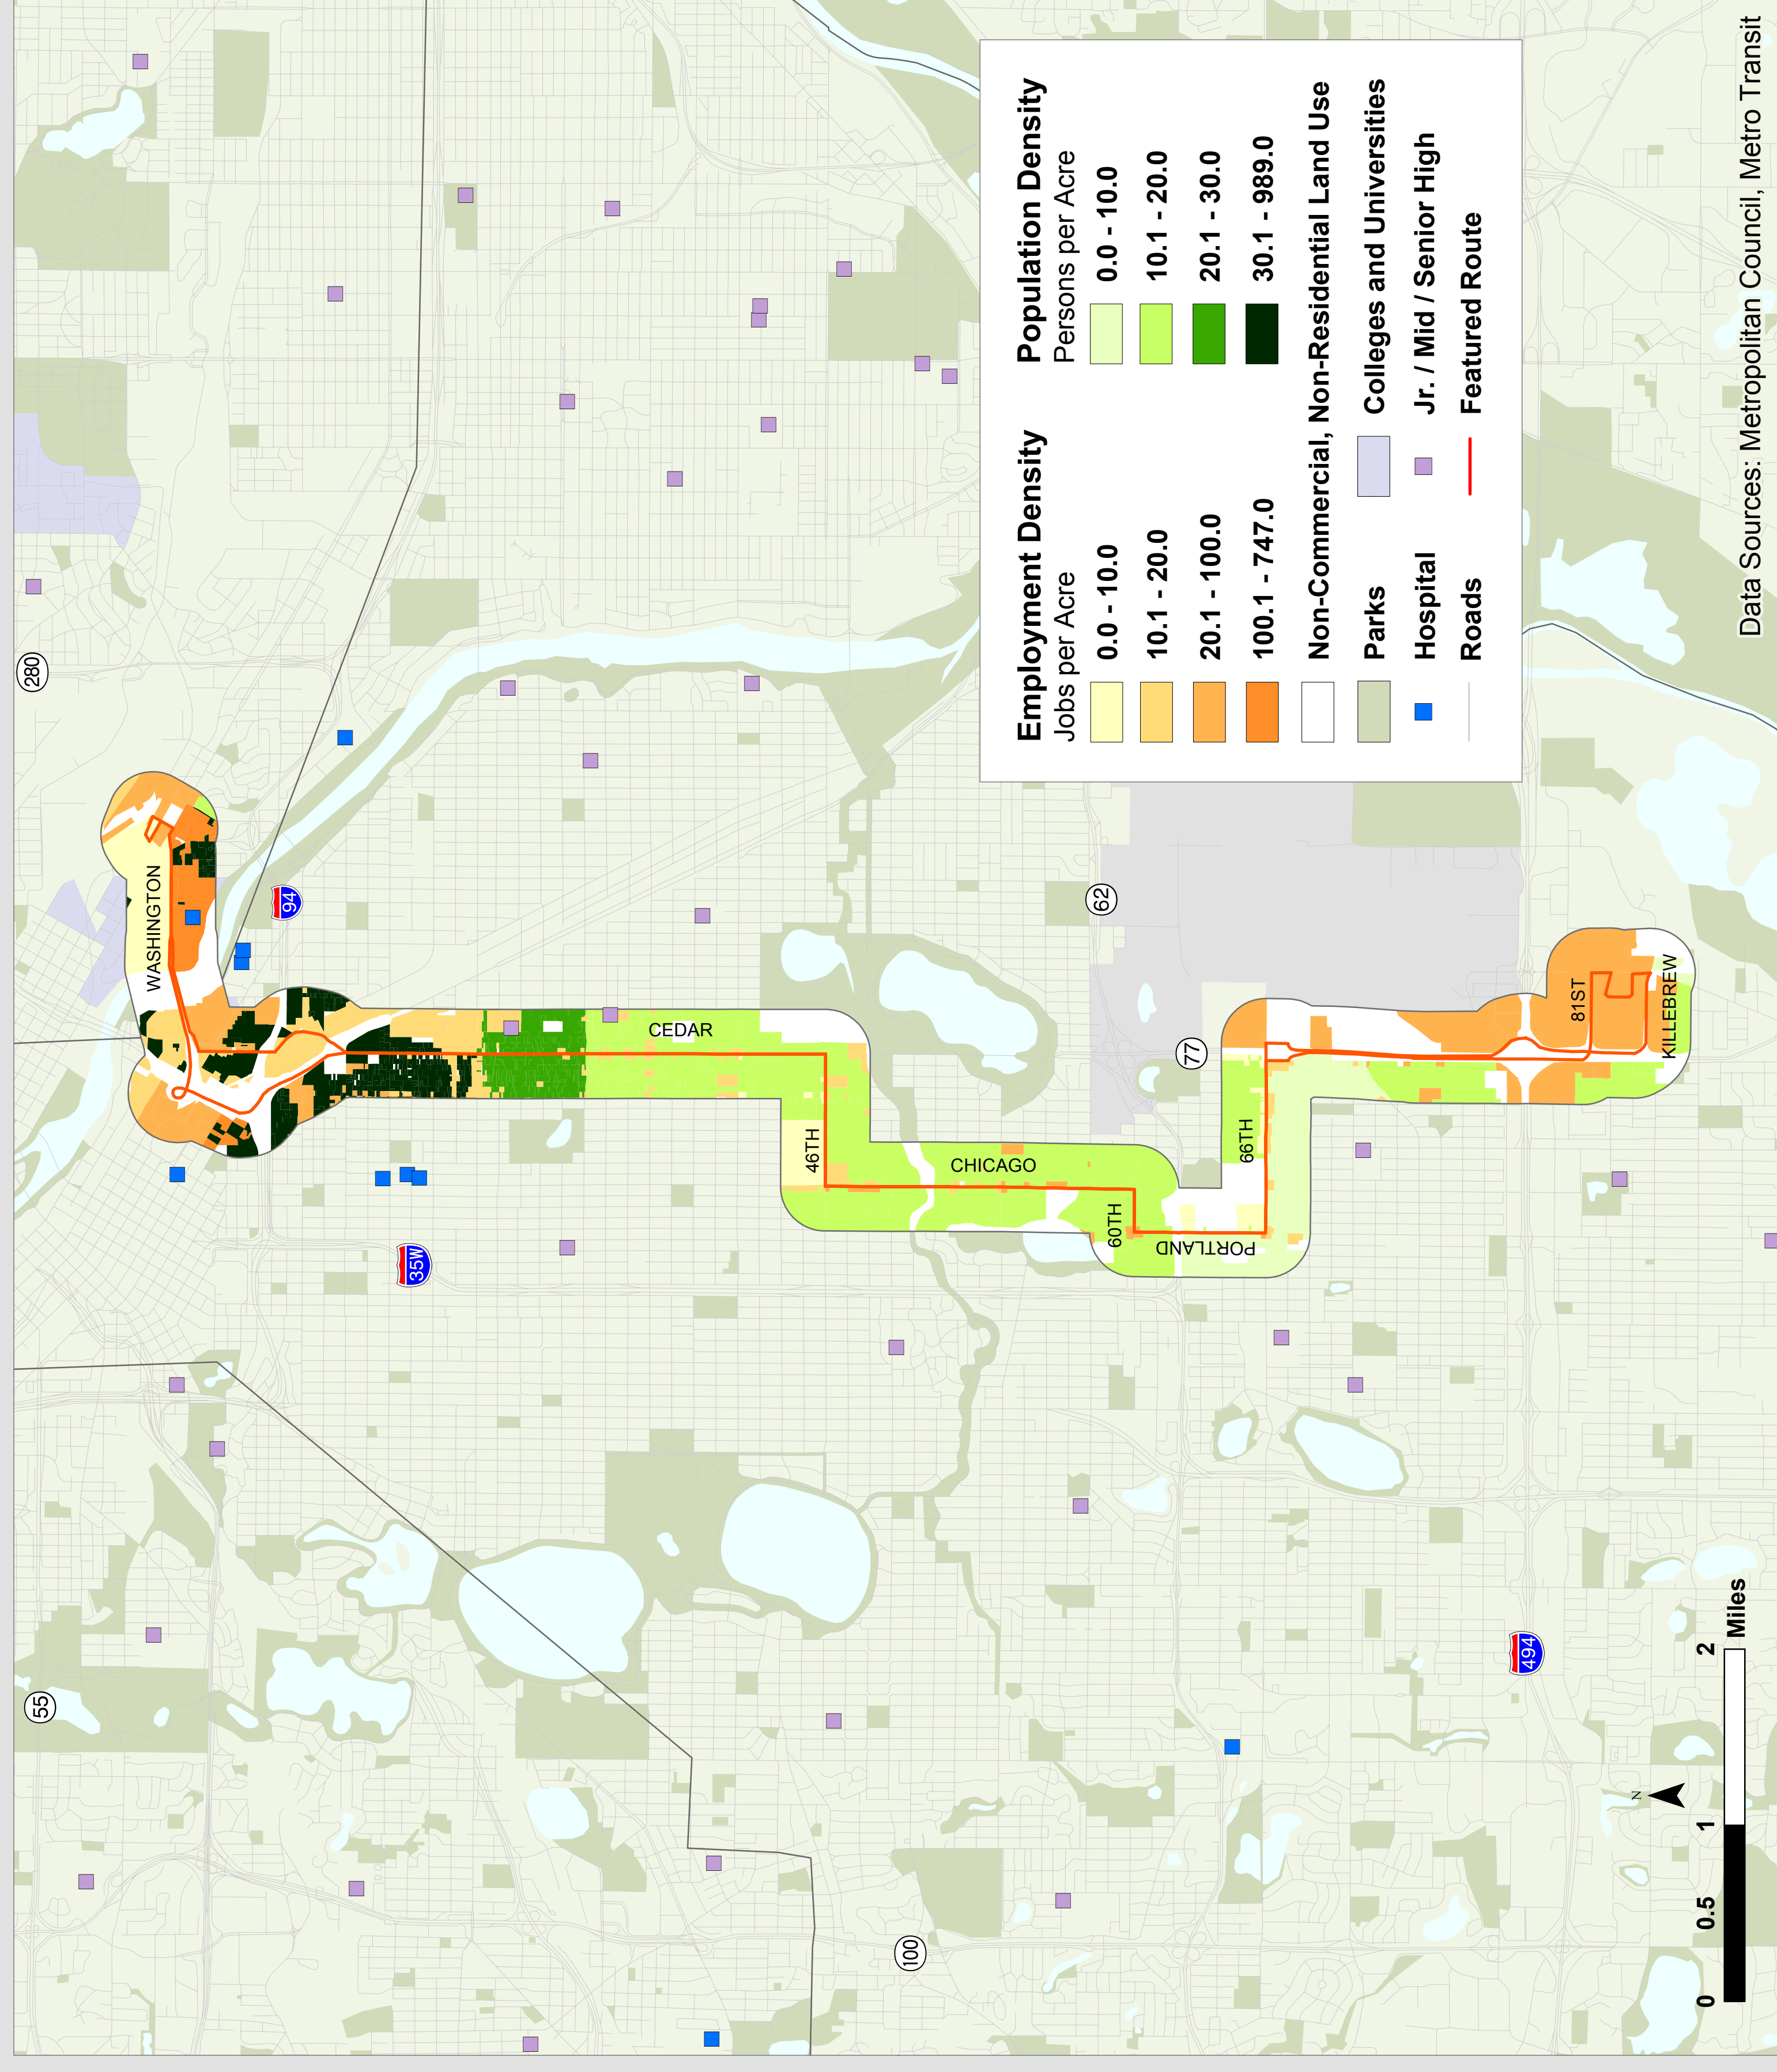 280
WASHINGTON
94
35W
CEDAR
46TH
CHICAGO
60TH
PORTLAND
62
77
66TH
81ST
KILLEBREW
55
100
494
Employment Density
Jobs per Acre
0.0 - 10.0
10.1 - 20.0
20.1 - 100.0
100.1 - 747.0
Population Density
Persons per Acre
0.0 - 10.0
10.1 - 20.0
20.1 - 30.0
30.1 - 989.0
Non-Commercial, Non-Residential Land Use
Parks
Colleges and Universities
Hospital
Jr. / Mid / Senior High
Roads
Featured Route
N
0 0.5 1 2
Miles
Data Sources: Metropolitan Council, Metro Transit